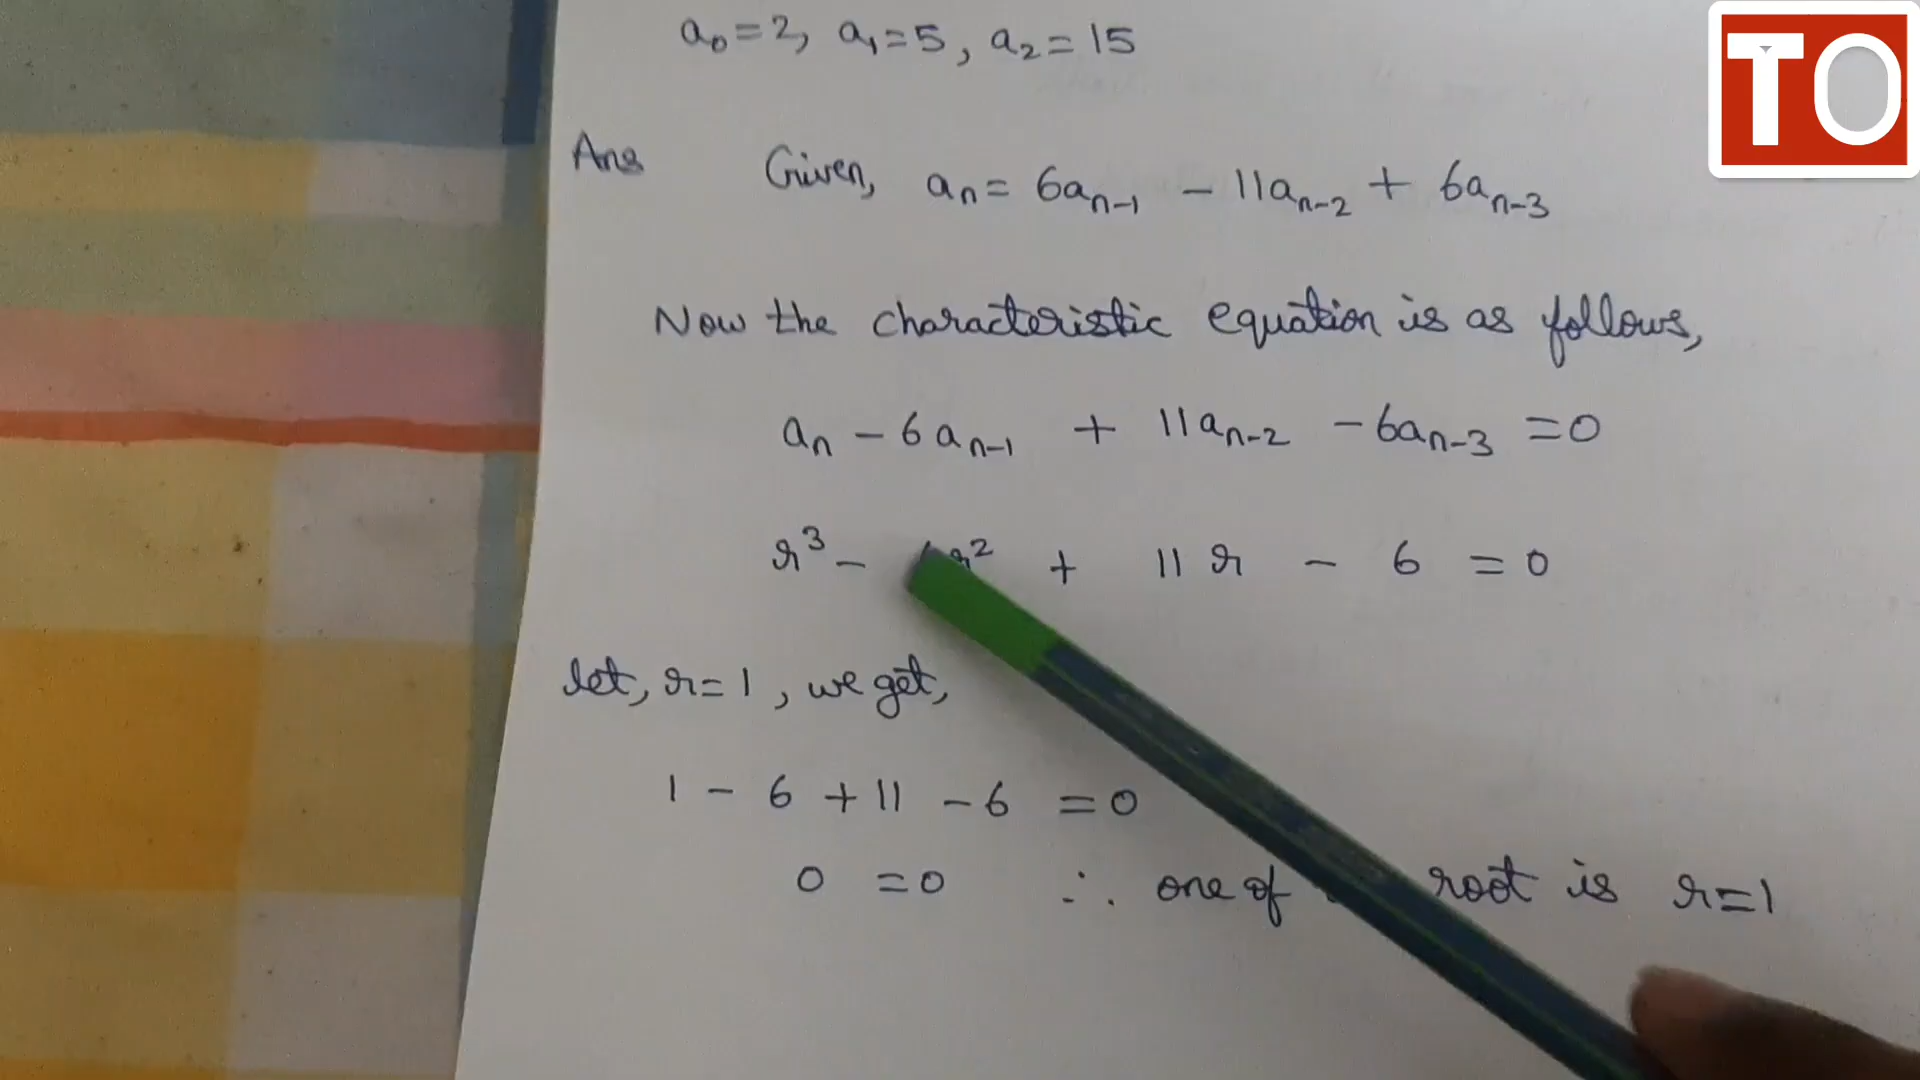 a₀=2, a₁=5, a₂=15
TO
Ans Given, aₙ= 6aₙ₋₁ - 11aₙ₋₂ + 6aₙ₋₃
Now the characteristic equation is as follows,
aₙ - 6aₙ₋₁ + 11aₙ₋₂ - 6aₙ₋₃ =0
r³ - r² + 11r - 6 = 0
let, r=1, we get,
1 - 6 + 11 - 6 =0
0 =0 ∴ one of root is r=1